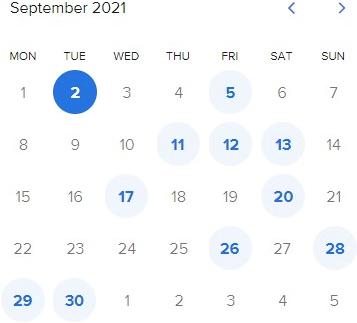 September 2021
MON TUE WED THU FRI SAT SUN
1 2 3 4 5 6 7
8 9 10 11 12 13 14
15 16 17 18 19 20 21
22 23 24 25 26 27 28
29 30 1 2 3 4 5